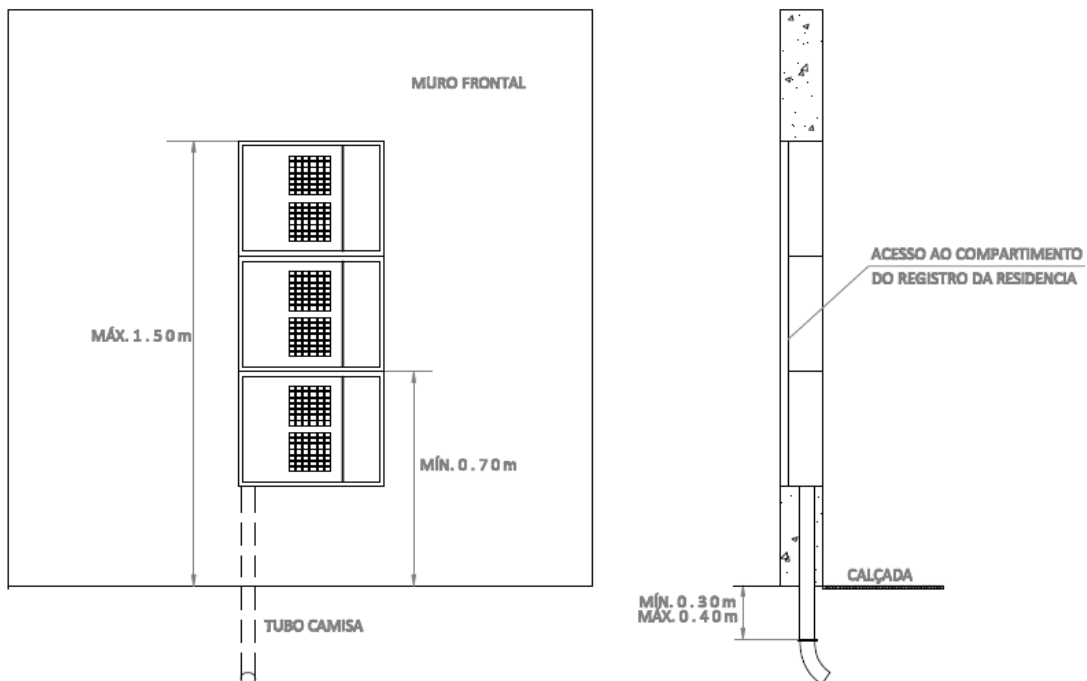 MURO FRONTAL
ACESSO AO COMPARTIMENTO
DO REGISTRO DA RESIDENCIA
MÁX. 1.50m
MÍN. 0.70m
CALÇADA
MÍN. 0.30m
MÁX. 0.40m
TUBO CAMISA